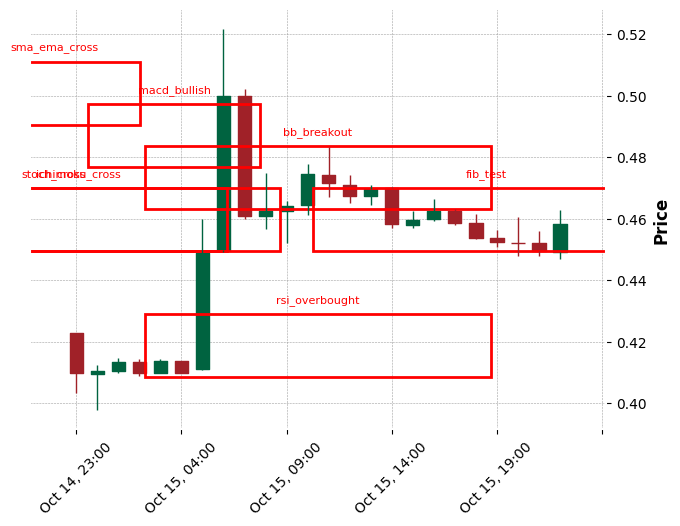 sma_ema_cross
macd_bullish
bb_breakout
ichimoku_cross
fib_test
rsi_overbought
0.52
0.50
0.48
0.46
0.44
0.42
0.40
Price
Oct 14, 23:00
Oct 15, 04:00
Oct 15, 09:00
Oct 15, 14:00
Oct 15, 19:00